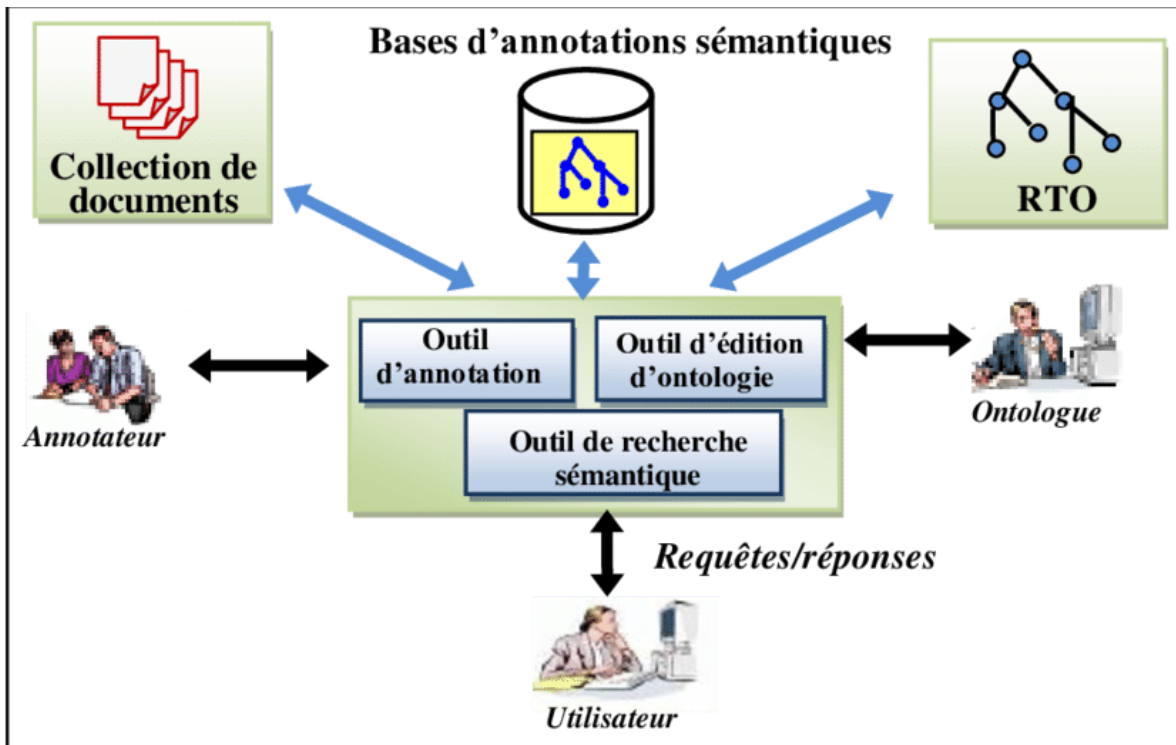 Bases d’annotations sémantiques
Collection de
documents
RTO
Outil
d’annotation
Outil d’édition
d’ontologie
Outil de recherche
sémantique
Annotateur
Ontologue
Requêtes/réponses
Utilisateur